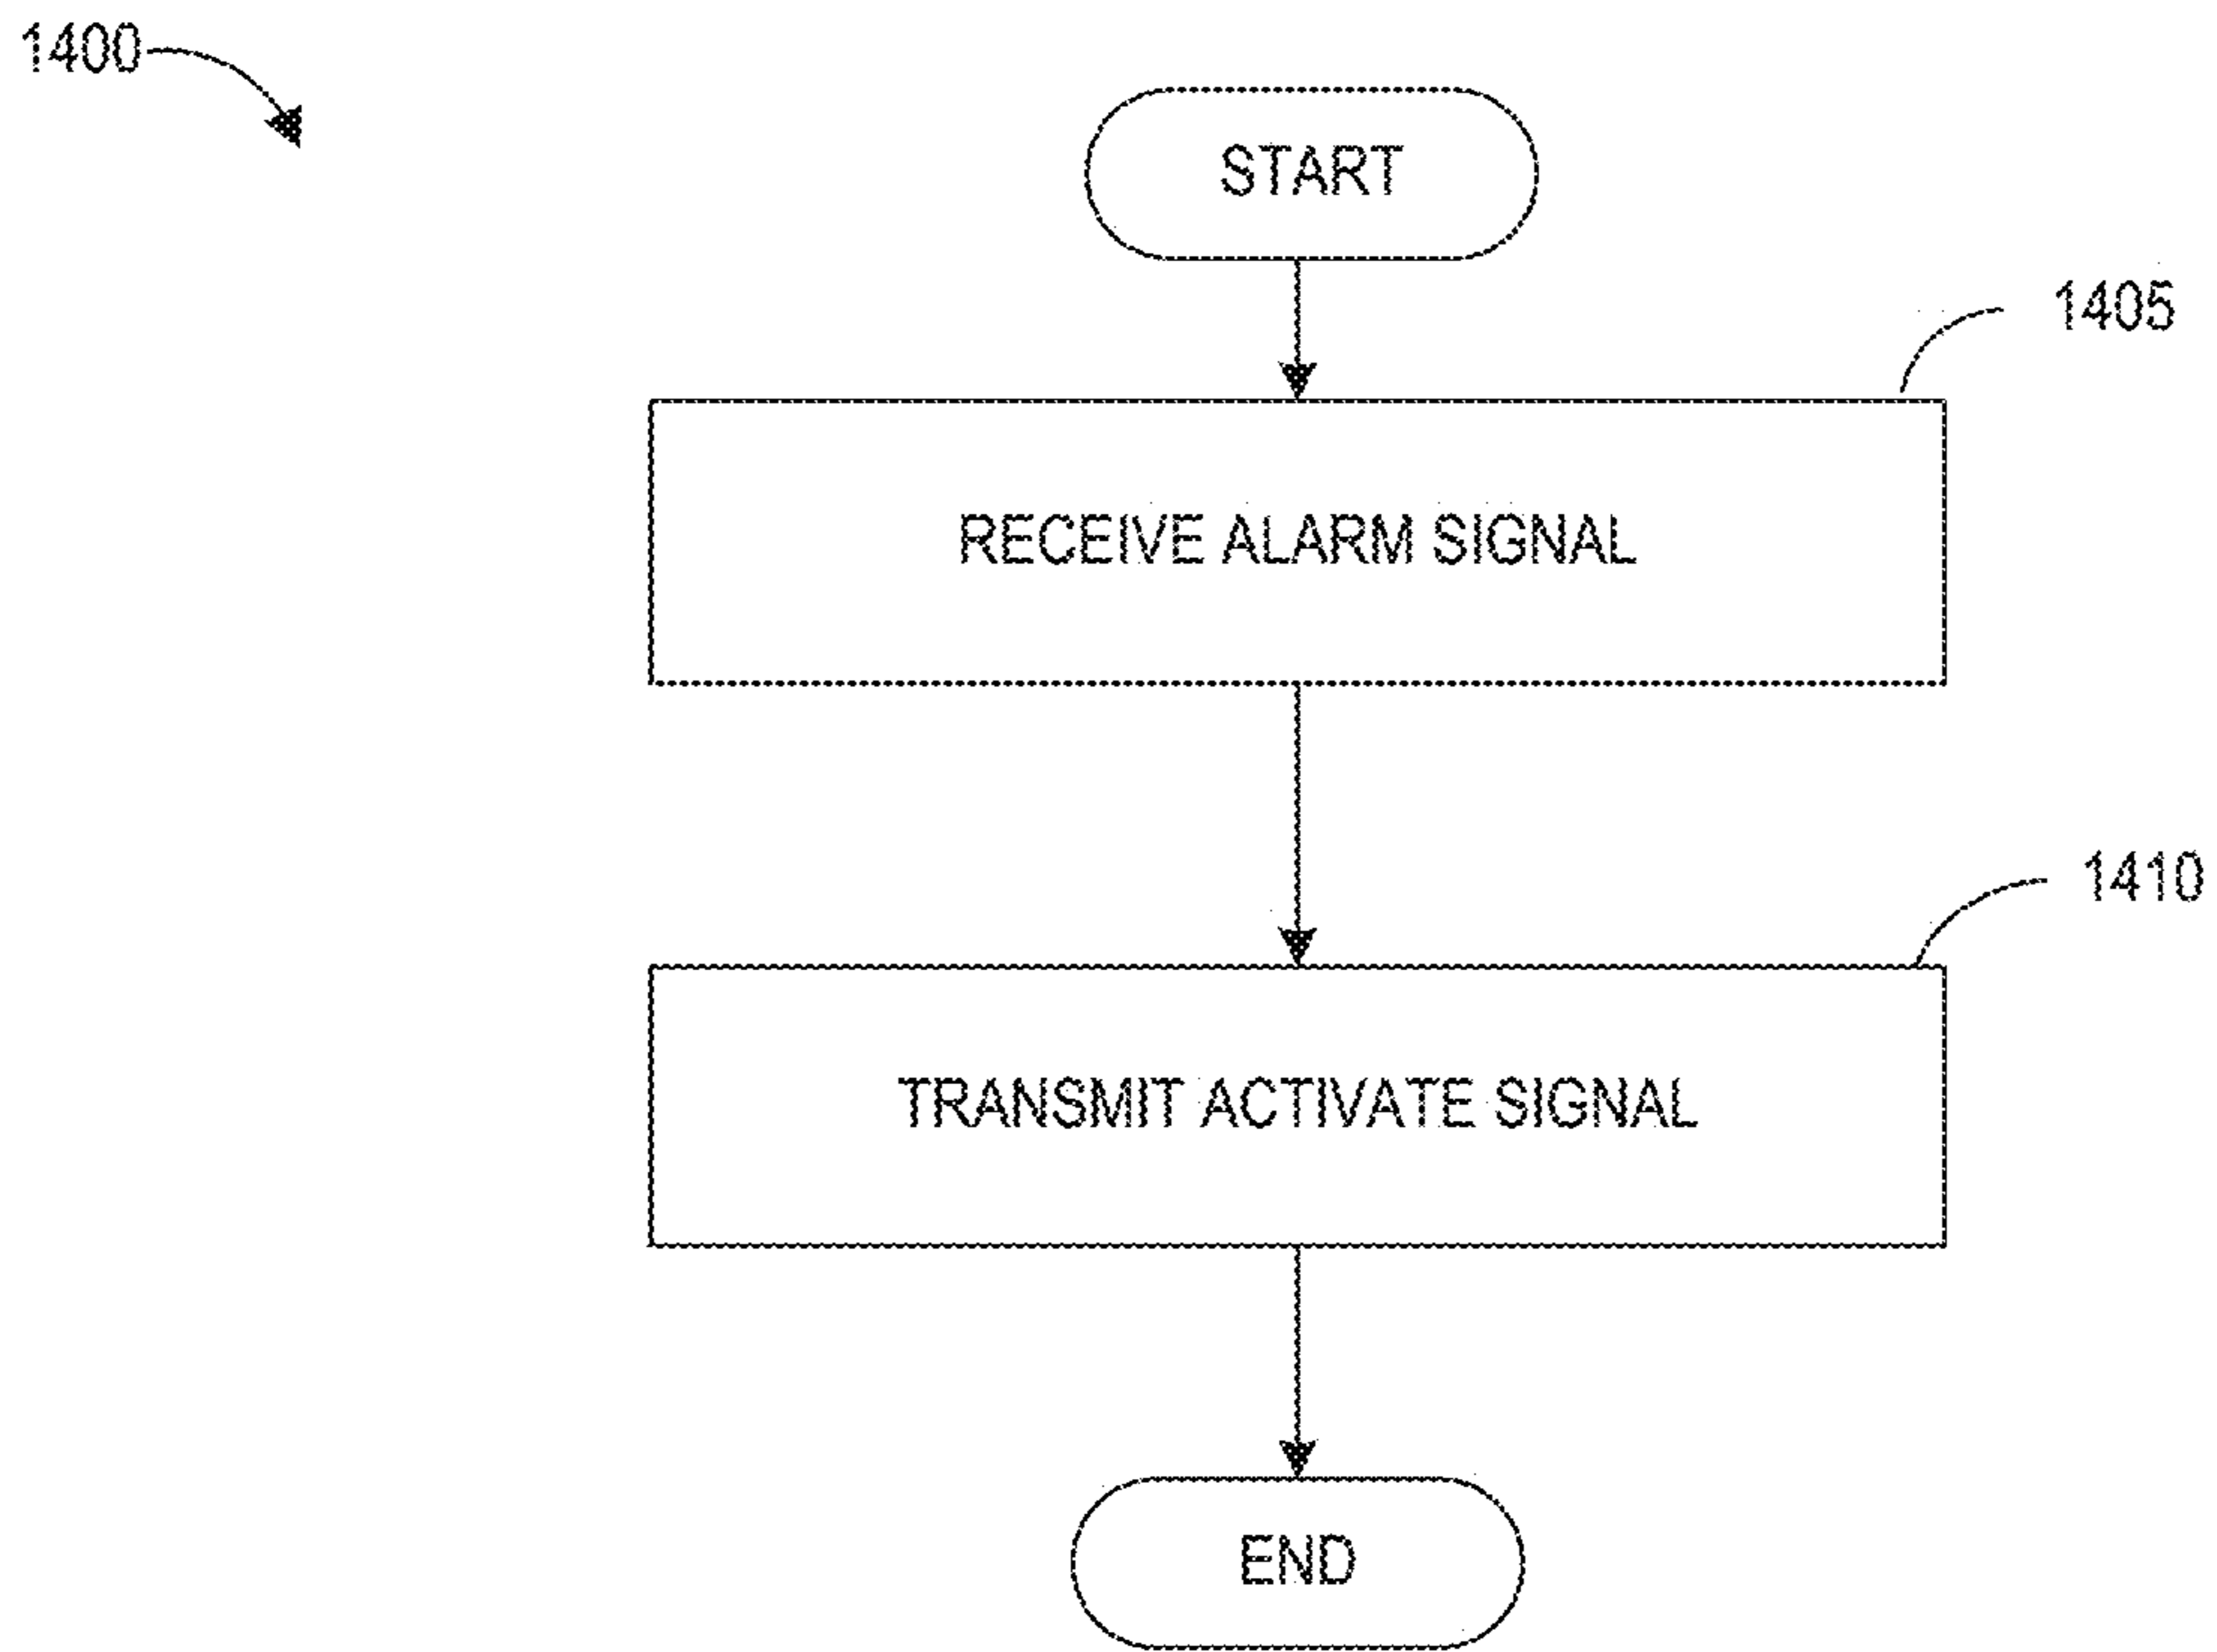 1400
START
1405
RECEIVE ALARM SIGNAL
1410
TRANSMIT ACTIVATE SIGNAL
END